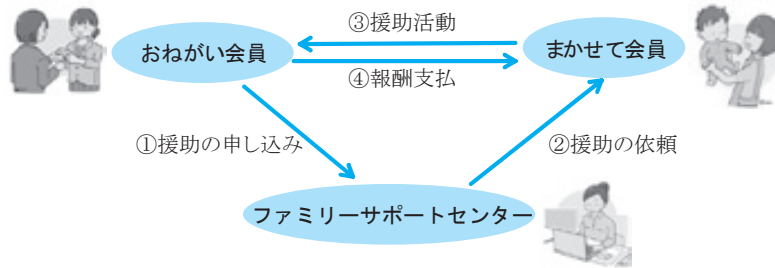 ③援助活動
おねがい会員
まかせて会員
④報酬支払
①援助の申し込み
②援助の依頼
ファミリーサポートセンター